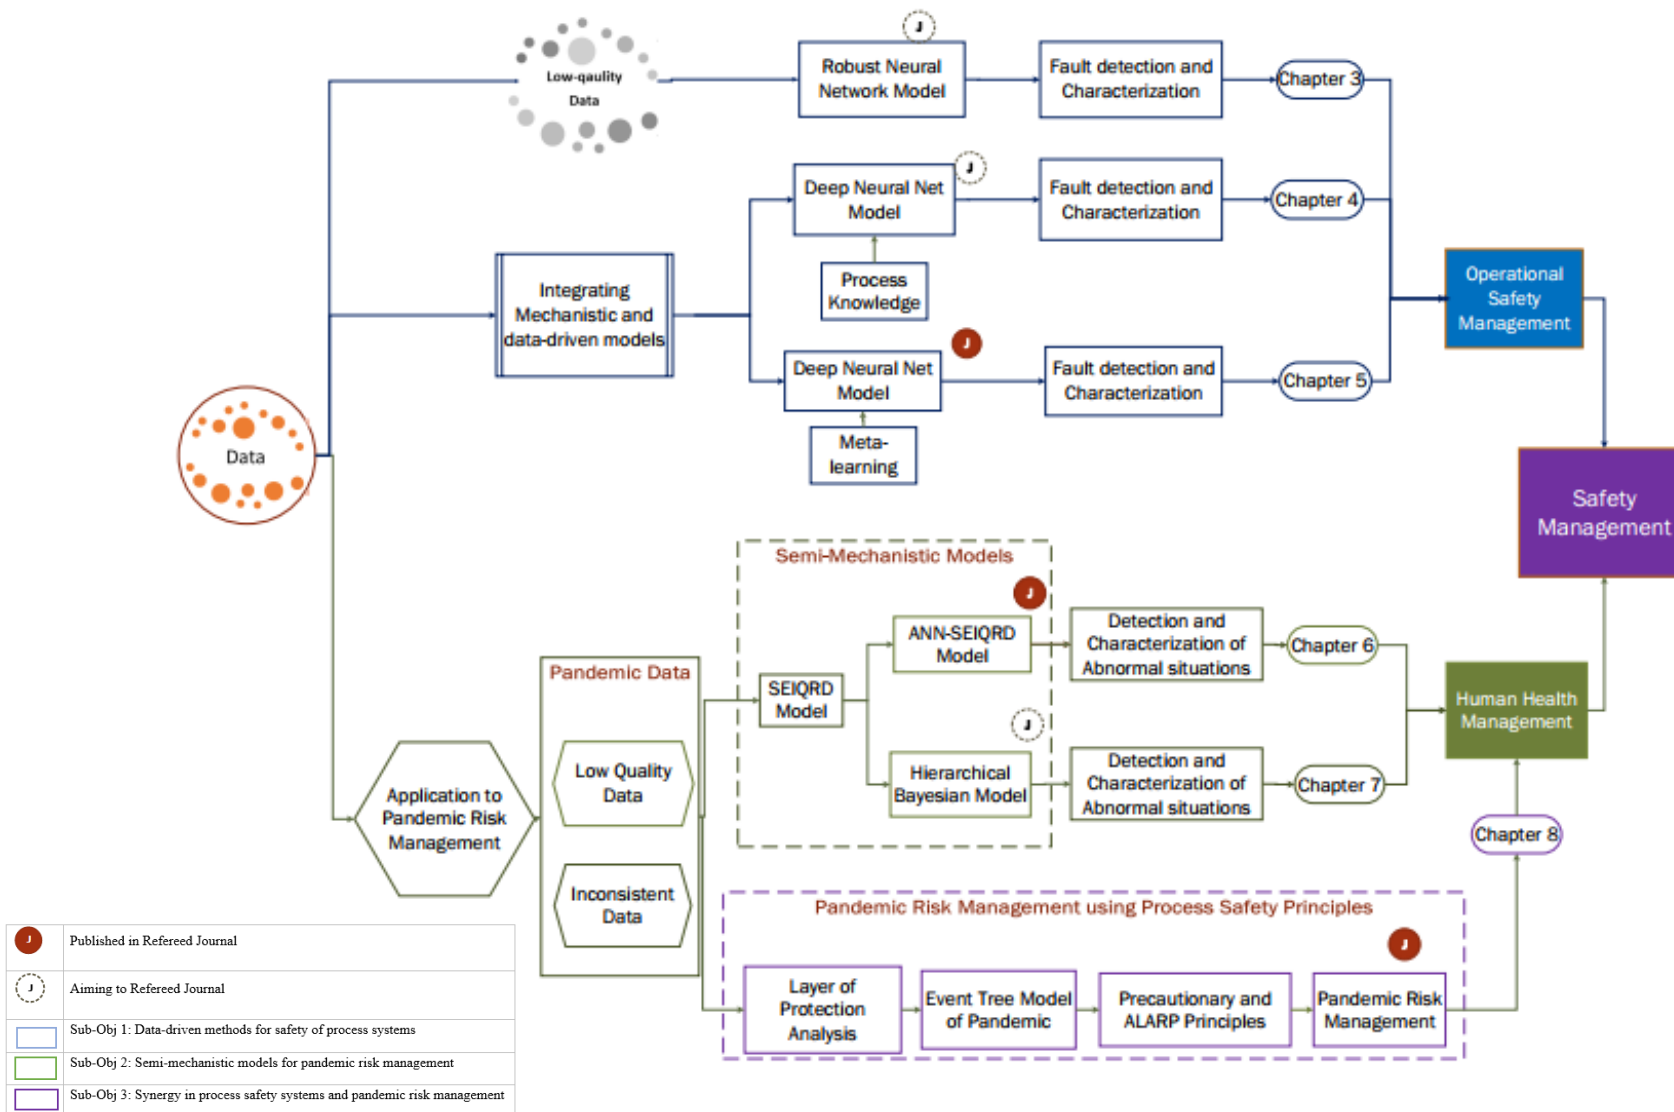 Low-qaulity
Data
J
Robust Neural
Network Model
Fault detection and
Characterization
Chapter 3
J
Deep Neural Net
Model
Fault detection and
Characterization
Chapter 4
Process
Knowledge
Integrating
Mechanistic and
data-driven models
J
Deep Neural Net
Model
Fault detection and
Characterization
Chapter 5
Meta-
learning
Operational
Safety
Management
Data
Safety
Management
Semi-Mechanistic Models
J
ANN-SEIQRD
Model
Detection and
Characterization of
Abnormal situations
Chapter 6
SEIQRD
Model
J
Hierarchical
Bayesian Model
Detection and
Characterization of
Abnormal situations
Chapter 7
Human Health
Management
Chapter 8
Pandemic Data
Low Quality
Data
Inconsistent
Data
Application to
Pandemic Risk
Management
Pandemic Risk Management using Process Safety Principles
J
Layer of
Protection
Analysis
Event Tree Model
of Pandemic
Precautionary and
ALARP Principles
Pandemic Risk
Management
J
Published in Refereed Journal
J
Aiming to Refereed Journal
Sub-Obj 1: Data-driven methods for safety of process systems
Sub-Obj 2: Semi-mechanistic models for pandemic risk management
Sub-Obj 3: Synergy in process safety systems and pandemic risk management